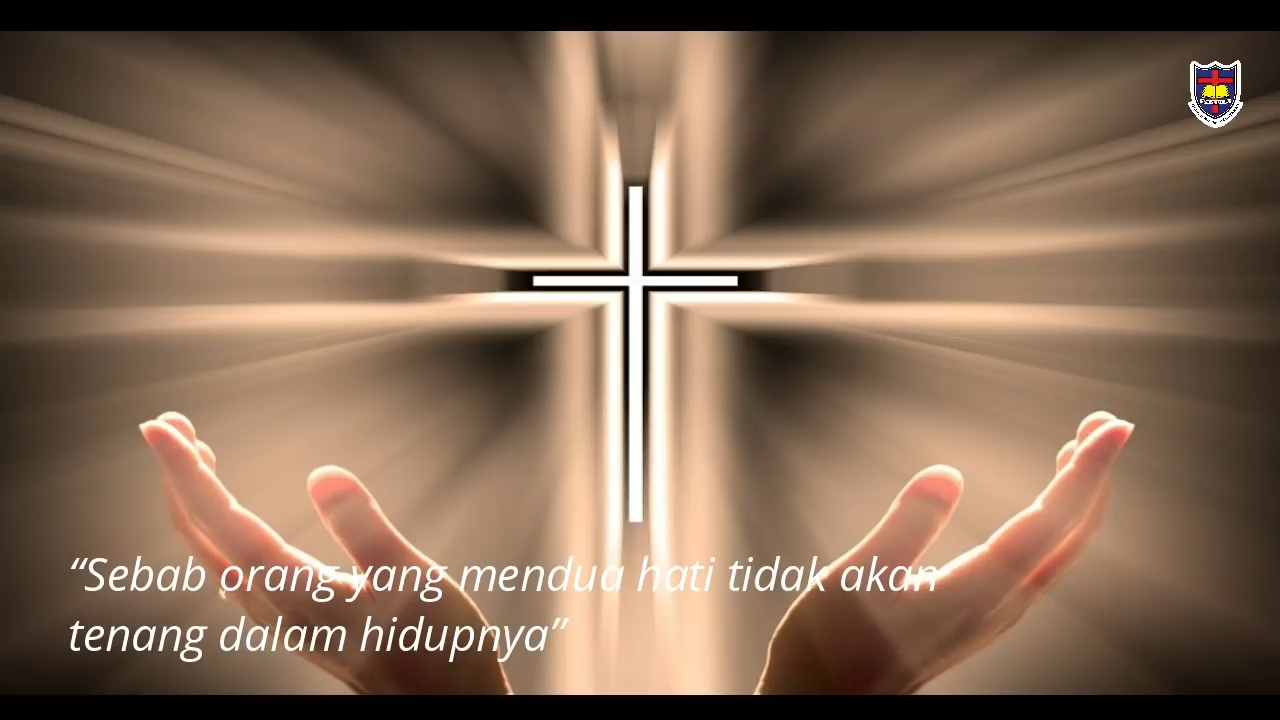 “Sebab orang yang mendua hati tidak akan
tenang dalam hidupnya”